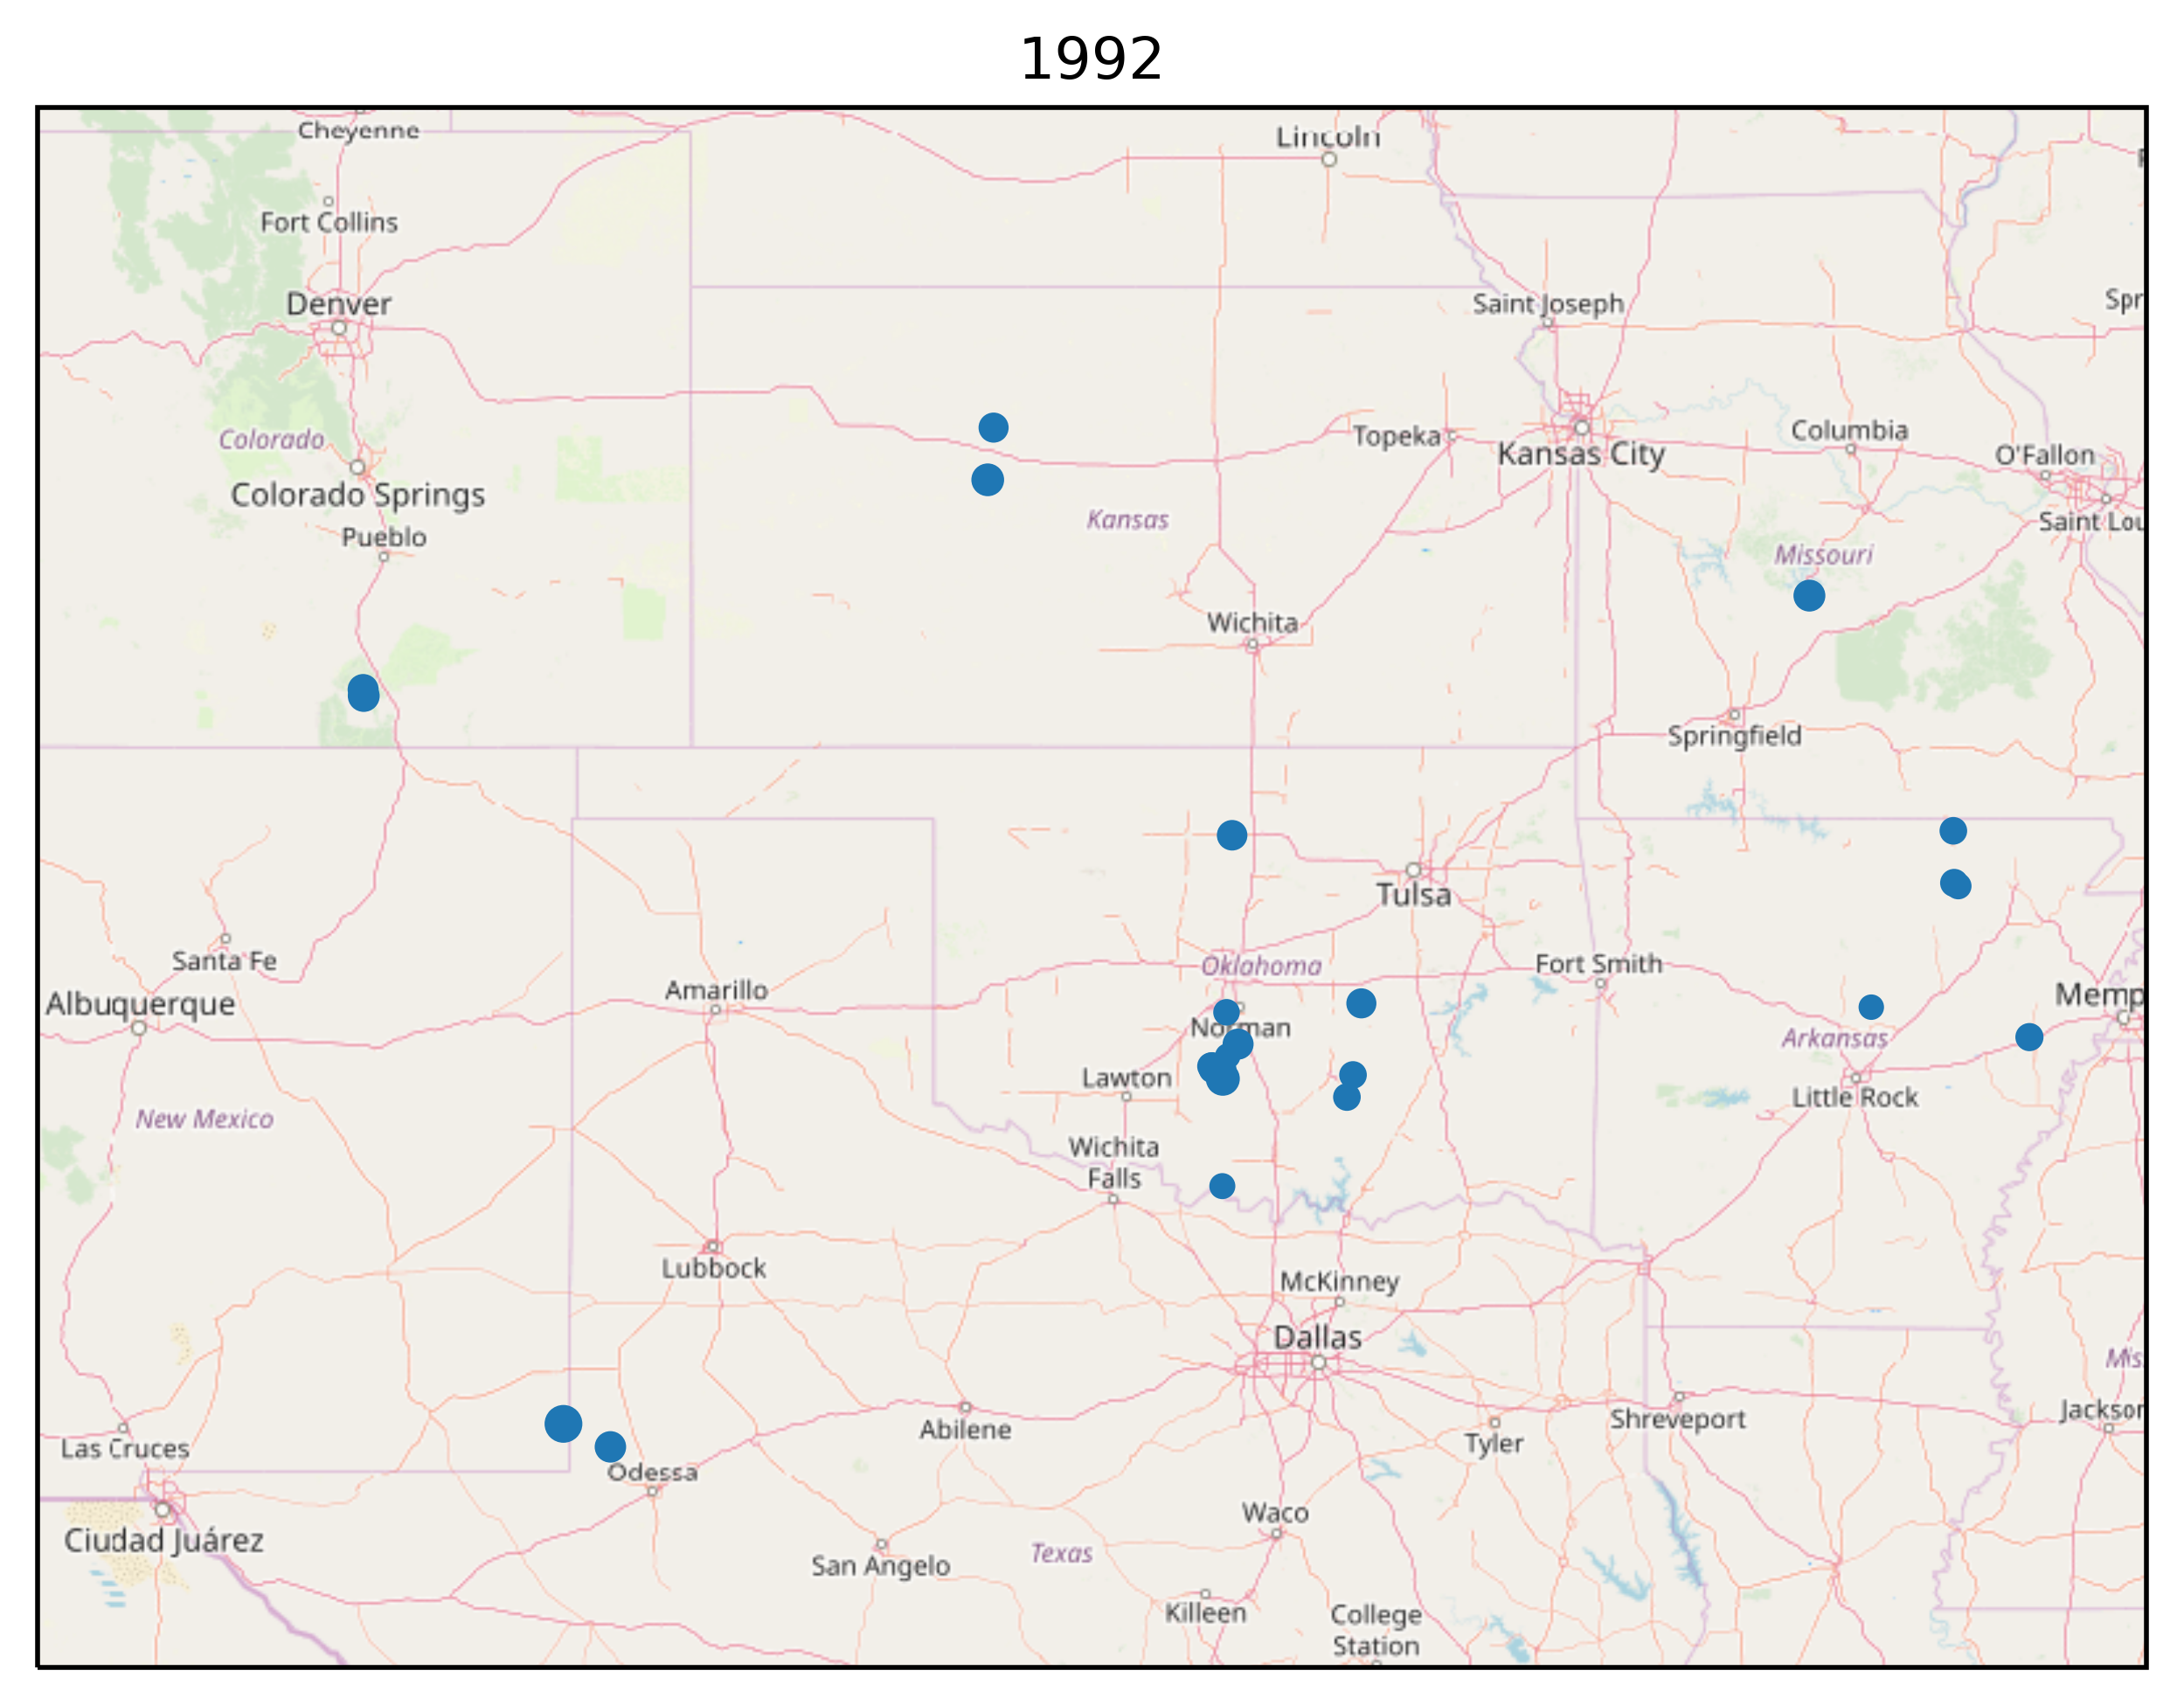 1992
Cheyenne
Lincoln
Fort Collins
Denver
Saint Joseph
Spr
Colorado
Topeka
Kansas City
Columbia
O'Fallon
Colorado Springs
Kansas
Saint Lou
Pueblo
Missouri
Wichita
Springfield
Tulsa
Santa Fe
Oklahoma
Fort Smith
Albuquerque
Amarillo
Memp
Norman
Arkansas
Lawton
Little Rock
New Mexico
Wichita
Falls
Lubbock
McKinney
Dallas
Mis
Las Cruces
Abilene
Tyler
Shreveport
Jackson
Odessa
Ciudad Juárez
Waco
San Angelo
Texas
Killeen
College
Station